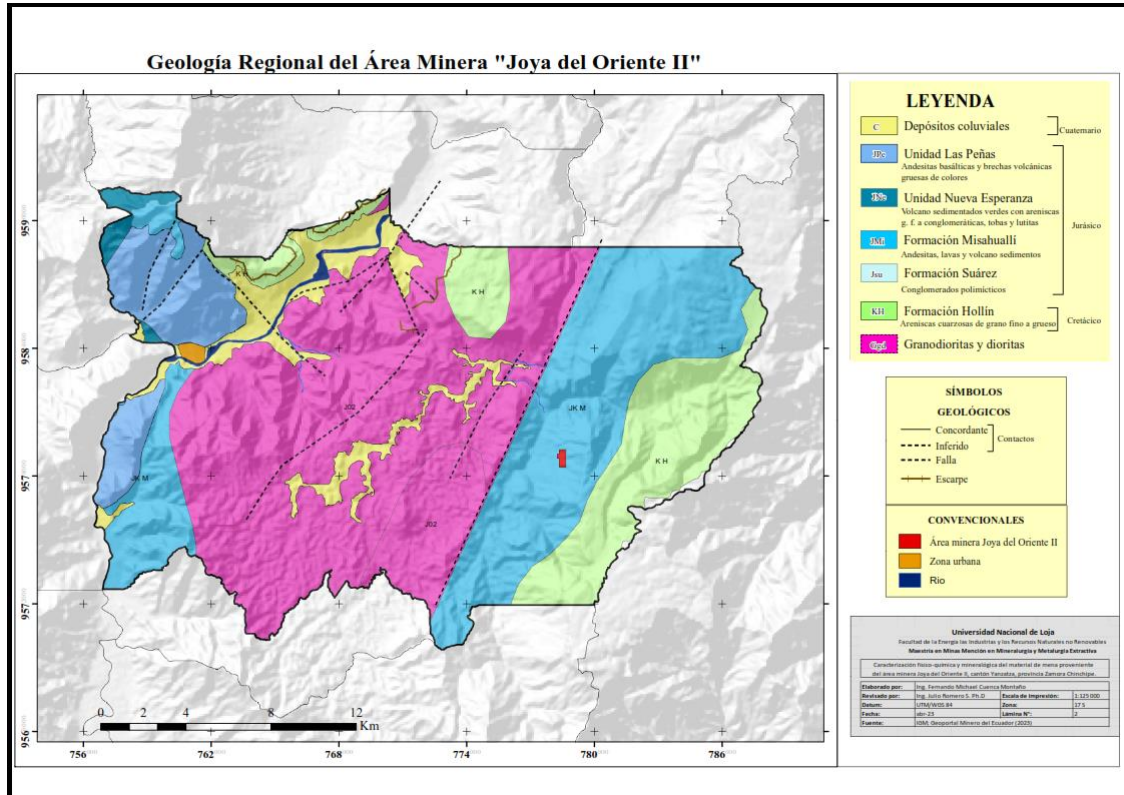 Geología Regional del Área Minera "Joya del Oriente II"
959
958
957
957
956
756
762
768
774
780
786
K H
K H
K H
JK M
JK M
J02
J02
0 2 4 8 12
Km
LEYENDA
C Depósitos coluviales
Cuaternario
Unidad Las Peñas
Andesitas basálticas y brechas volcánicas
gruesas de colores
Unidad Nueva Esperanza
Volcano sedimentados verdes con areniscas
g. f. a conglomeráticas, tobas y lutitas
Jurásico
Formación Misahuallí
Andesitas, lavas y volcano sedimentos
Jsu Formación Suárez
Conglomerados polimícticos
KH Formación Hollín
Areniscas cuarzosas de grano fino a grueso
Cretácico
Granodioritas y dioritas
SÍMBOLOS
GEOLÓGICOS
Concordante
Inferido
Contactos
Falla
Escarpe
CONVENCIONALES
Área minera Joya del Oriente II
Zona urbana
Rio
Universidad Nacional de Loja
Facultad de la Energía las Industrias y los Recursos Naturales no Renovables
Maestría en Minas Mención en Mineralurgia y Metalurgia Extractiva
Caracterización físico-química y mineralógica del material de mena proveniente
del área minera Joya del Oriente II, cantón Yanzatza, provincia Zamora Chinchipe.
Elaborado por: Ing. Fernando Michael Cuenca Montaño
Revisado por: Ing. Julio Romero S. Ph.D Escala de Impresión: 1:125 000
Datum: UTM/WGS 84 Zona: 17 S
Fecha: abr-23 Lámina N°: 2
Fuente: IGM, Geoportal Minero del Ecuador (2023)